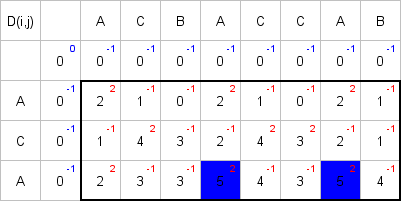 D(i,j) A C B A C C A B
0 0 0 -1 0 -1 0 -1 0 -1 0 -1 0 -1 0 -1 0 -1
A 0 -1 2 2 1 -1 0 -1 2 2 1 -1 0 -1 2 2 1 -1
C 0 -1 1 -1 4 2 3 -1 2 -1 4 2 3 2 2 -1 1 -1
A 0 -1 2 2 3 -1 3 -1 5 2 4 -1 3 -1 5 2 4 -1